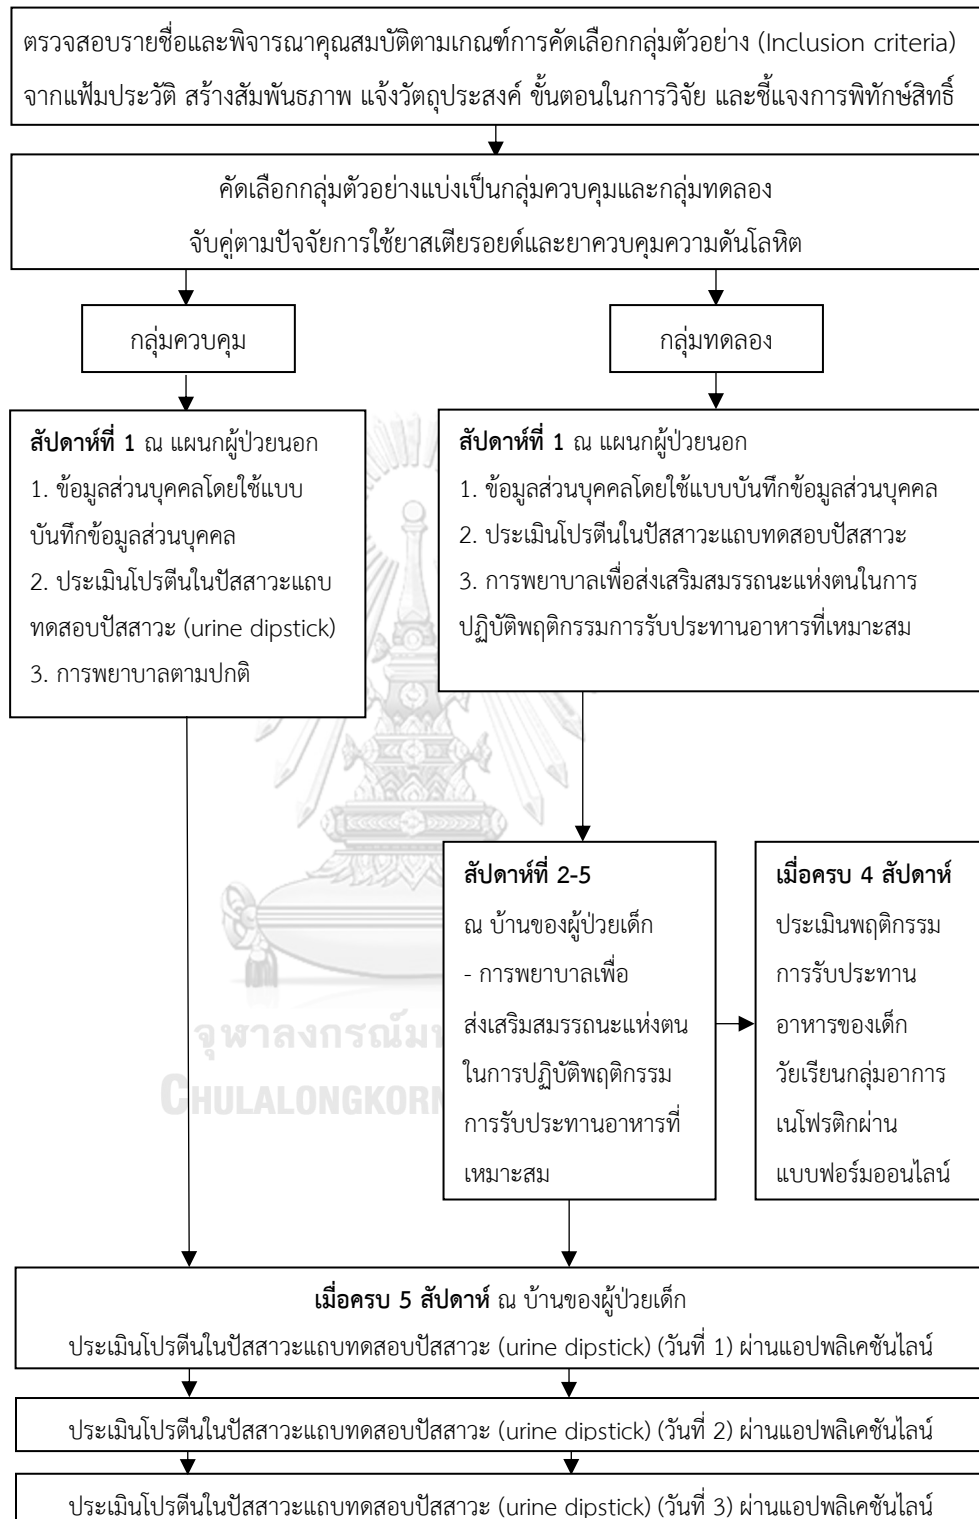 ตรวจสอบรายชื่อและพิจารณาคุณสมบัติตามเกณฑ์การคัดเลือกกลุ่มตัวอย่าง (Inclusion criteria)
จากแฟ้มประวัติ สร้างสัมพันธภาพ แจ้งวัตถุประสงค์ ขั้นตอนในการวิจัย และชี้แจงการพิทักษ์สิทธิ์
คัดเลือกกลุ่มตัวอย่างแบ่งเป็นกลุ่มควบคุมและกลุ่มทดลอง
จับคู่ตามปัจจัยการใช้ยาสเตียรอยด์และยาควบคุมความดันโลหิต
กลุ่มควบคุม
กลุ่มทดลอง
สัปดาห์ที่ 1 ณ แผนกผู้ป่วยนอก
1. ข้อมูลส่วนบุคคลโดยใช้แบบ
บันทึกข้อมูลส่วนบุคคล
2. ประเมินโปรตีนในปัสสาวะแถบ
ทดสอบปัสสาวะ (urine dipstick)
3. การพยาบาลตามปกติ
สัปดาห์ที่ 1 ณ แผนกผู้ป่วยนอก
1. ข้อมูลส่วนบุคคลโดยใช้แบบบันทึกข้อมูลส่วนบุคคล
2. ประเมินโปรตีนในปัสสาวะแถบทดสอบปัสสาวะ
3. การพยาบาลเพื่อส่งเสริมสมรรถนะแห่งตนในการ
ปฏิบัติพฤติกรรมการรับประทานอาหารที่เหมาะสม
สัปดาห์ที่ 2-5
ณ บ้านของผู้ป่วยเด็ก
- การพยาบาลเพื่อ
ส่งเสริมสมรรถนะแห่งตน
ในการปฏิบัติพฤติกรรม
การรับประทานอาหารที่
เหมาะสม
เมื่อครบ 4 สัปดาห์
ประเมินพฤติกรรม
การรับประทาน
อาหารของเด็ก
วัยเรียนกลุ่มอาการ
เนโฟรติกผ่าน
แบบฟอร์มออนไลน์
จุฬาลงกรณ์ม
CHULALONGKORN
เมื่อครบ 5 สัปดาห์ ณ บ้านของผู้ป่วยเด็ก
ประเมินโปรตีนในปัสสาวะแถบทดสอบปัสสาวะ (urine dipstick) (วันที่ 1) ผ่านแอปพลิเคชันไลน์
ประเมินโปรตีนในปัสสาวะแถบทดสอบปัสสาวะ (urine dipstick) (วันที่ 2) ผ่านแอปพลิเคชันไลน์
ประเมินโปรตีนในปัสสาวะแถบทดสอบปัสสาวะ (urine dipstick) (วันที่ 3) ผ่านแอปพลิเคชันไลน์